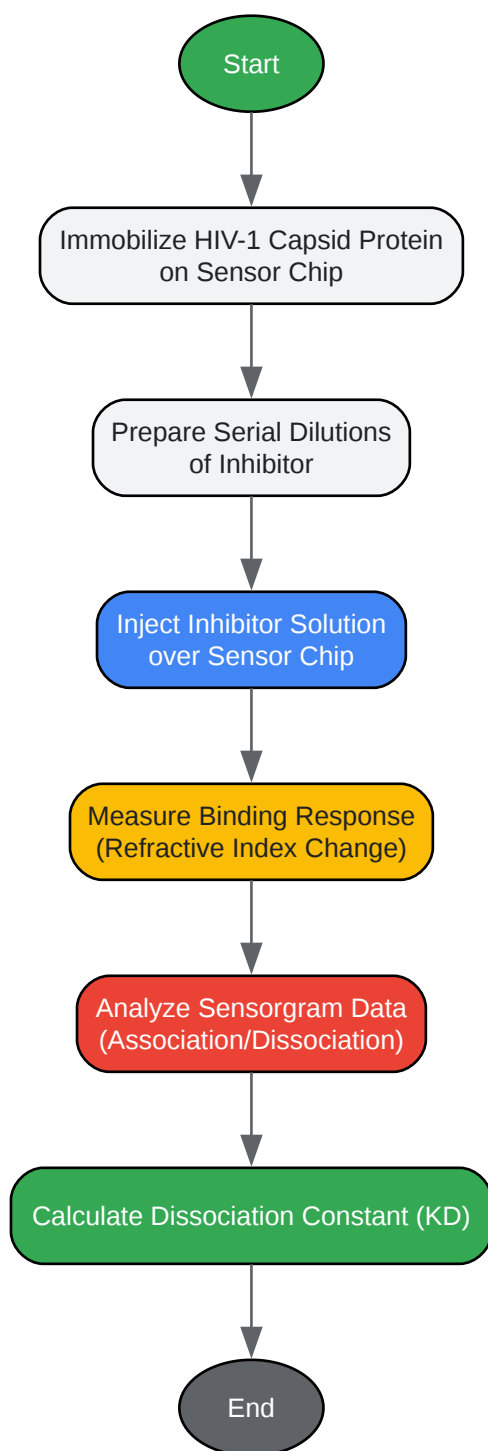 Start
Immobilize HIV-1 Capsid Protein
on Sensor Chip
Prepare Serial Dilutions
of Inhibitor
Inject Inhibitor Solution
over Sensor Chip
Measure Binding Response
(Refractive Index Change)
Analyze Sensorgram Data
(Association/Dissociation)
Calculate Dissociation Constant (KD)
End